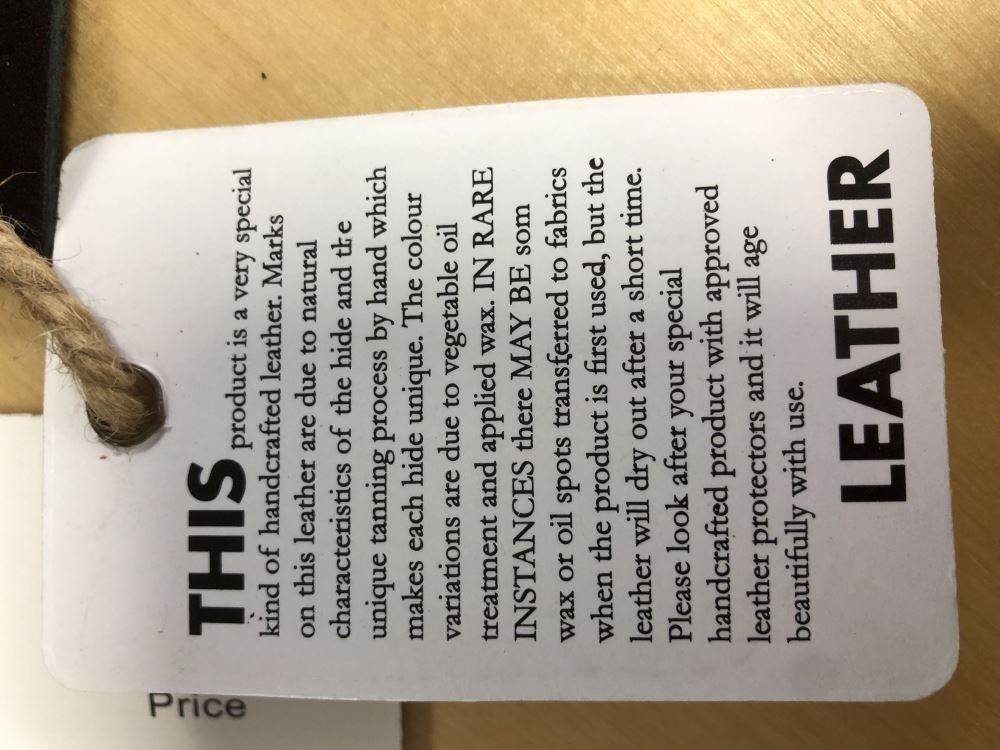 THIS product is a very special
kind of handcrafted leather. Marks
on this leather are due to natural
characteristics of the hide and the
unique tanning process by hand which
makes each hide unique. The colour
variations are due to vegetable oil
treatment and applied wax. IN RARE
INSTANCES there MAY BE som
wax or oil spots transferred to fabrics
when the product is first used, but the
leather will dry out after a short time.
Please look after your special
handcrafted product with approved
leather protectors and it will age
beautifully with use.
LEATHER
Price